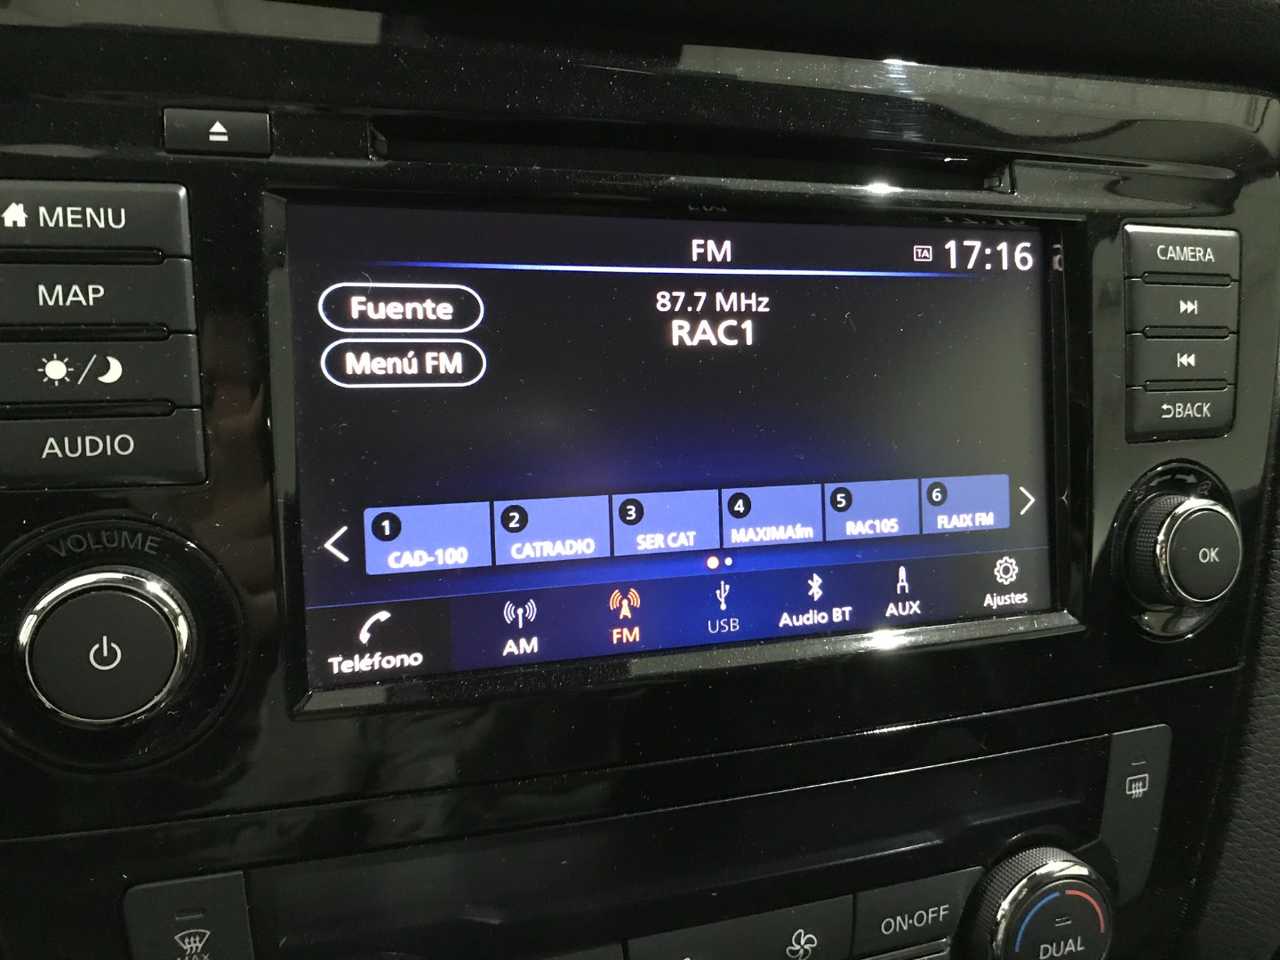 MENU
MAP
AUDIO
VOLUME
FM
TA 17:16
Fuente
87.7 MHz
RAC1
Menú FM
1 CAD-100
2 CATRADIO
3 SER CAT
4 MAXIMAfm
5 RAC105
6 FLAIX FM
Teléfono
AM
FM
USB
Audio BT
AUX
Ajustes
CAMERA
BACK
OK
MAX
ON·OFF
DUAL